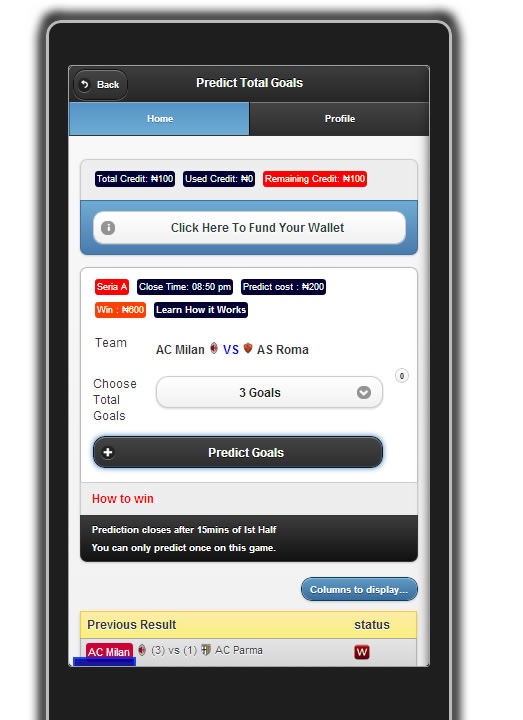 Back
Predict Total Goals
Home Profile
Total Credit: ₦100 Used Credit: ₦0 Remaining Credit: ₦100
Click Here To Fund Your Wallet
Seria A Close Time: 08:50 pm Predict cost : ₦200
Win : ₦600 Learn How it Works
Team AC Milan VS AS Roma
0
Choose Total Goals 3 Goals
Predict Goals
How to win
Prediction closes after 15mins of Ist Half
You can only predict once on this game.
Columns to display...
Previous Result status
AC Milan (3) vs (1) AC Parma W